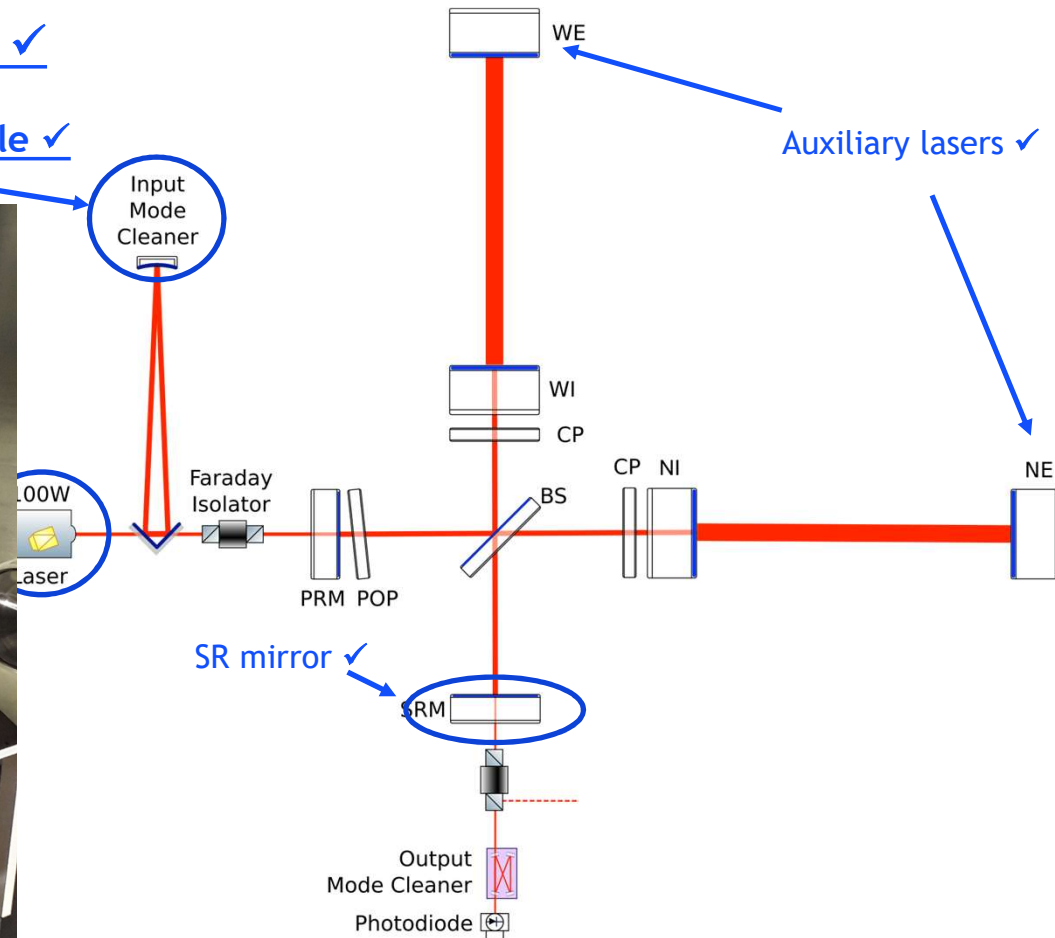 ✓
le ✓
WE
Auxiliary lasers ✓
Input
Mode
Cleaner
WI
CP
Faraday
Isolator
CP NI
NE
BS
100W
Laser
PRM POP
SR mirror ✓
SRM
Output
Mode Cleaner
Photodiode